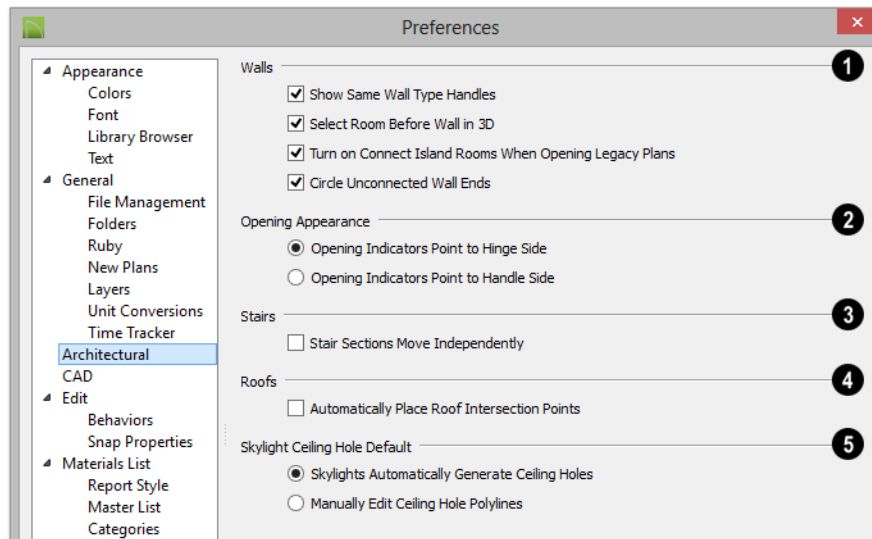 Preferences
Appearance
Colors
Font
Library Browser
Text
General
File Management
Folders
Ruby
New Plans
Layers
Unit Conversions
Time Tracker
Architectural
CAD
Edit
Behaviors
Snap Properties
Materials List
Report Style
Master List
Categories
Walls 1
Show Same Wall Type Handles
Select Room Before Wall in 3D
Turn on Connect Island Rooms When Opening Legacy Plans
Circle Unconnected Wall Ends
Opening Appearance 2
Opening Indicators Point to Hinge Side
Opening Indicators Point to Handle Side
Stairs 3
Stair Sections Move Independently
Roofs 4
Automatically Place Roof Intersection Points
Skylight Ceiling Hole Default 5
Skylights Automatically Generate Ceiling Holes
Manually Edit Ceiling Hole Polylines